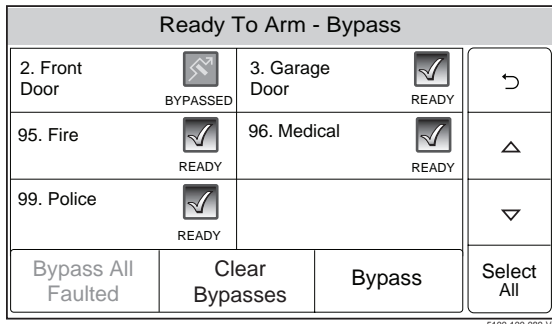 Ready To Arm - Bypass
2. Front
Door
BYPASSED
3. Garage
Door
READY
95. Fire
READY
96. Medical
READY
99. Police
READY
Bypass All
Faulted
Clear
Bypasses
Bypass
Select
All